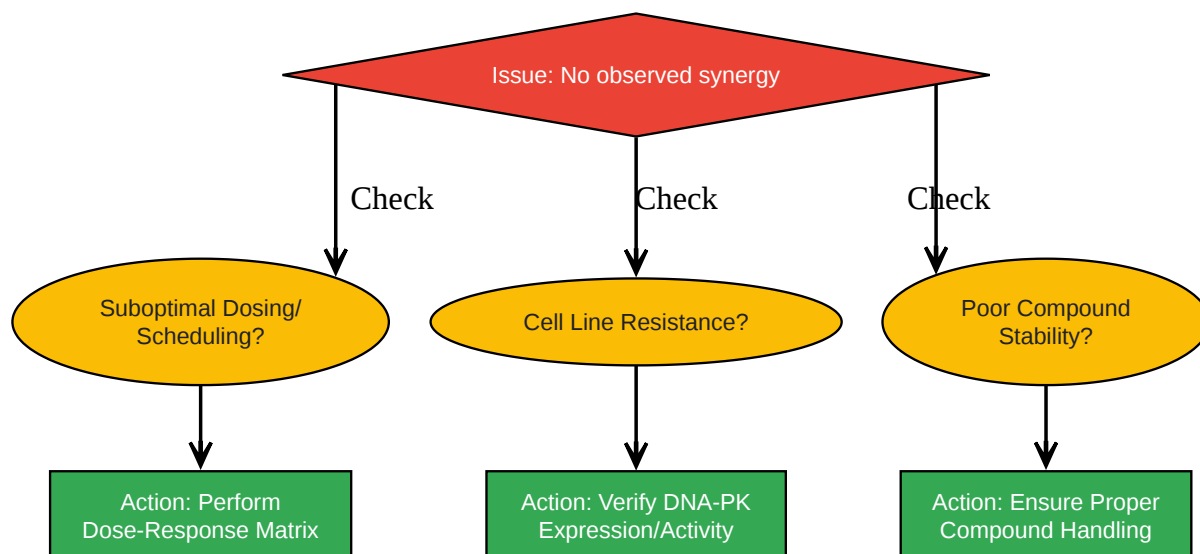 Issue: No observed synergy
Check
Check
Check
Suboptimal Dosing/
Scheduling?
Cell Line Resistance?
Poor Compound
Stability?
Action: Perform
Dose-Response Matrix
Action: Verify DNA-PK
Expression/Activity
Action: Ensure Proper
Compound Handling